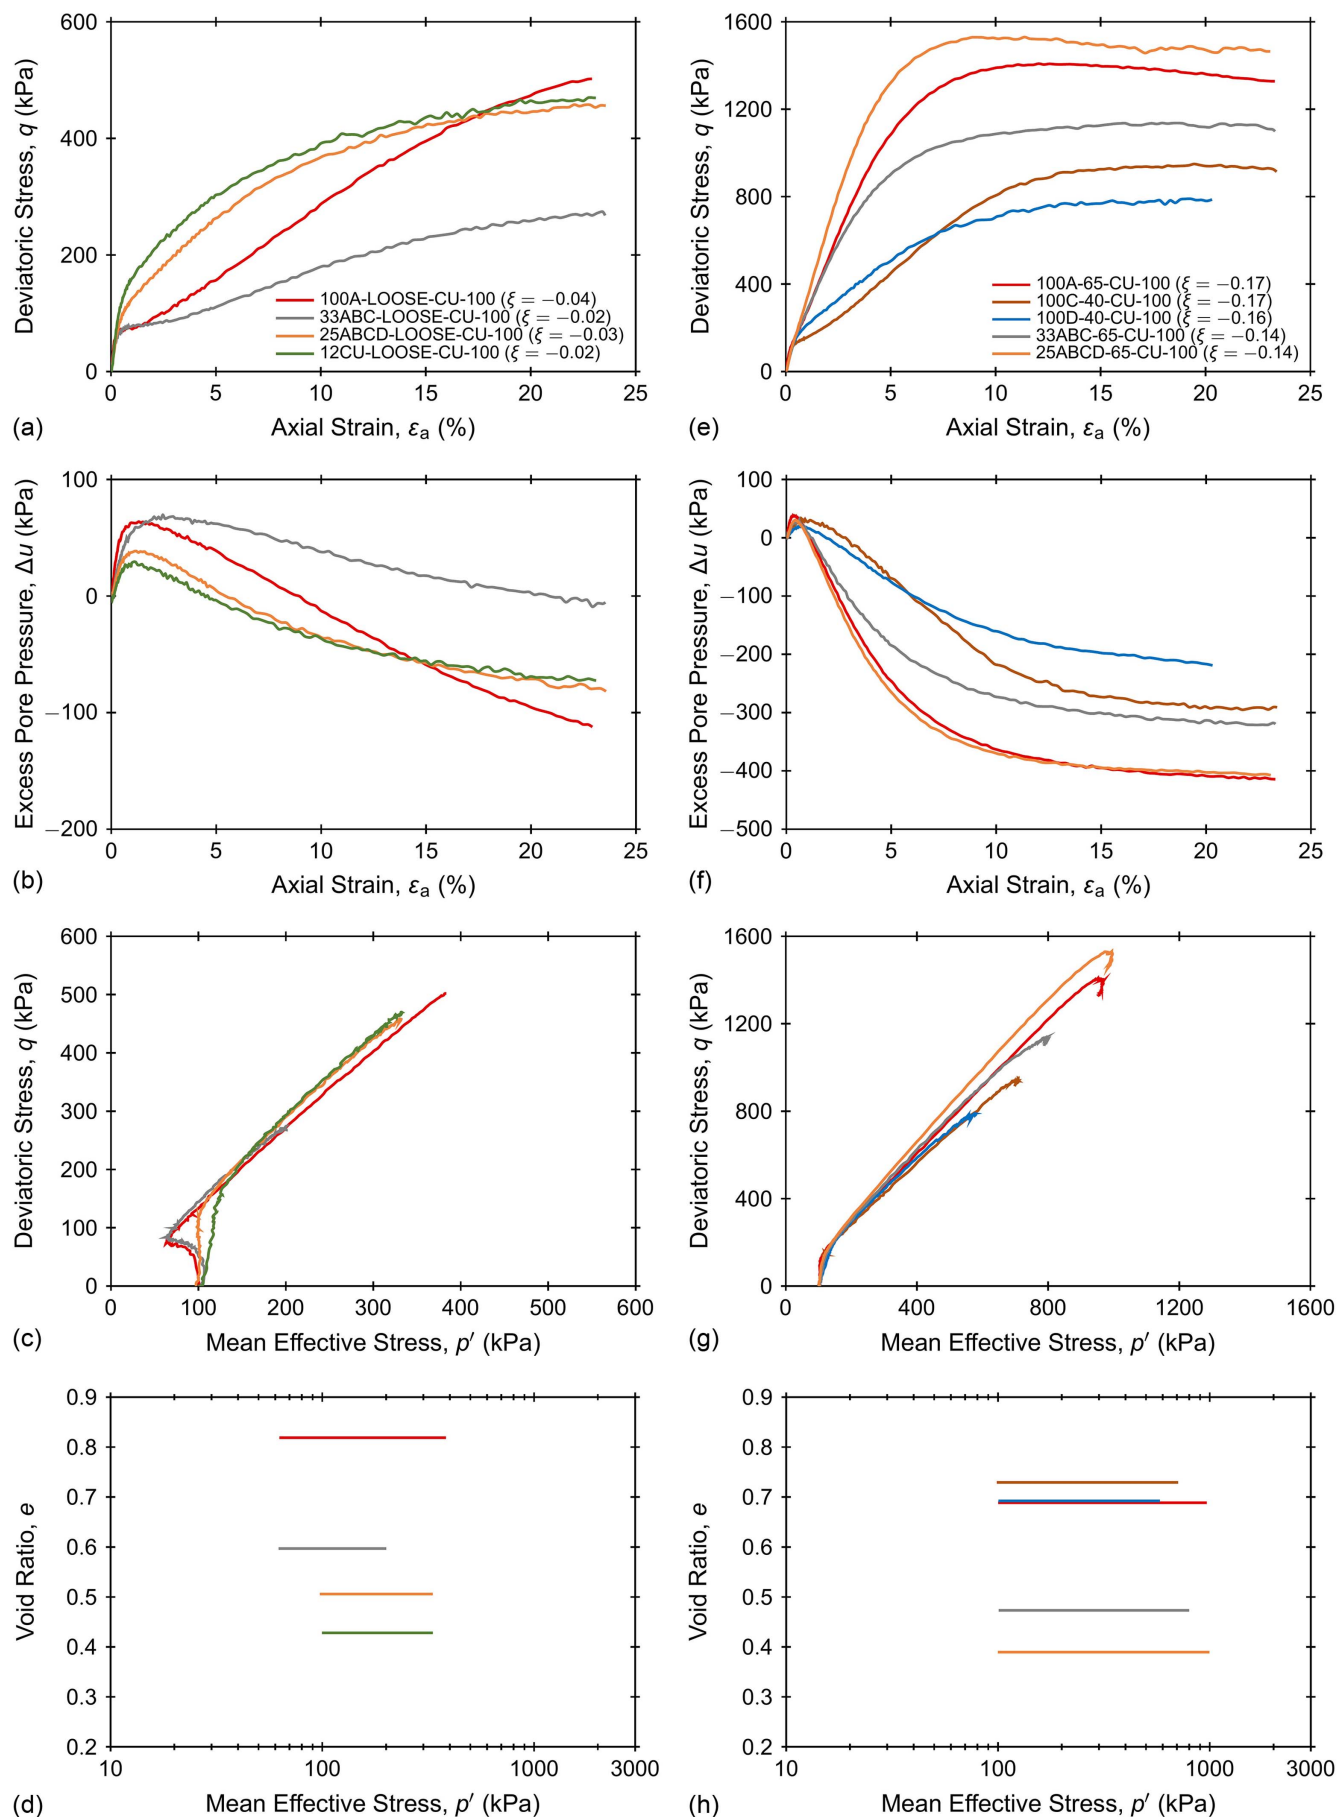 600
400
200
0
0 5 10 15 20 25
Deviatoric Stress, q (kPa)
100A-LOOSE-CU-100 (ξ = −0.04)
33ABC-LOOSE-CU-100 (ξ = −0.02)
25ABCD-LOOSE-CU-100 (ξ = −0.03)
12CU-LOOSE-CU-100 (ξ = −0.02)
(a) Axial Strain, εa (%)
1600
1200
800
400
0
0 5 10 15 20 25
Deviatoric Stress, q (kPa)
100A-65-CU-100 (ξ = −0.17)
100C-40-CU-100 (ξ = −0.17)
100D-40-CU-100 (ξ = −0.16)
33ABC-65-CU-100 (ξ = −0.14)
25ABCD-65-CU-100 (ξ = −0.14)
(e) Axial Strain, εa (%)
100
0
−100
−200
0 5 10 15 20 25
Excess Pore Pressure, Δu (kPa)
(b) Axial Strain, εa (%)
100
0
−100
−200
−300
−400
−500
0 5 10 15 20 25
Excess Pore Pressure, Δu (kPa)
(f) Axial Strain, εa (%)
600
500
400
300
200
100
0
0 100 200 300 400 500 600
Deviatoric Stress, q (kPa)
(c) Mean Effective Stress, p′ (kPa)
1600
1200
800
400
0
0 400 800 1200 1600
Deviatoric Stress, q (kPa)
(g) Mean Effective Stress, p′ (kPa)
0.9
0.8
0.7
0.6
0.5
0.4
0.3
0.2
10 100 1000 3000
Void Ratio, e
(d) Mean Effective Stress, p′ (kPa)
0.9
0.8
0.7
0.6
0.5
0.4
0.3
0.2
10 100 1000 3000
Void Ratio, e
(h) Mean Effective Stress, p′ (kPa)